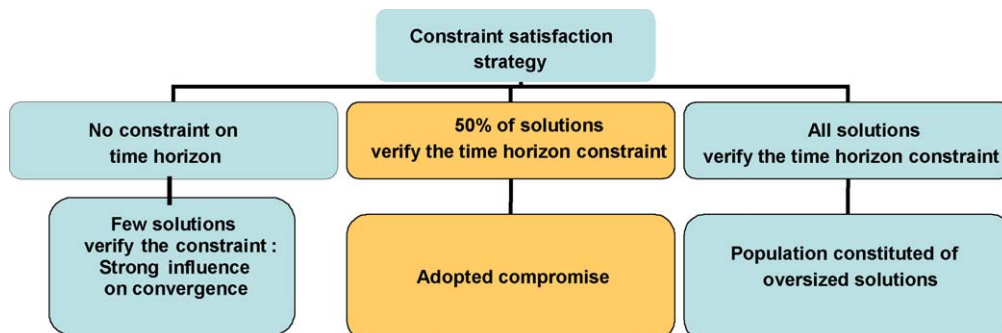 Constraint satisfaction
strategy
No constraint on
time horizon
50% of solutions
verify the time horizon constraint
All solutions
verify the time horizon constraint
Few solutions
verify the constraint :
Strong influence
on convergence
Adopted compromise
Population constituted of
oversized solutions